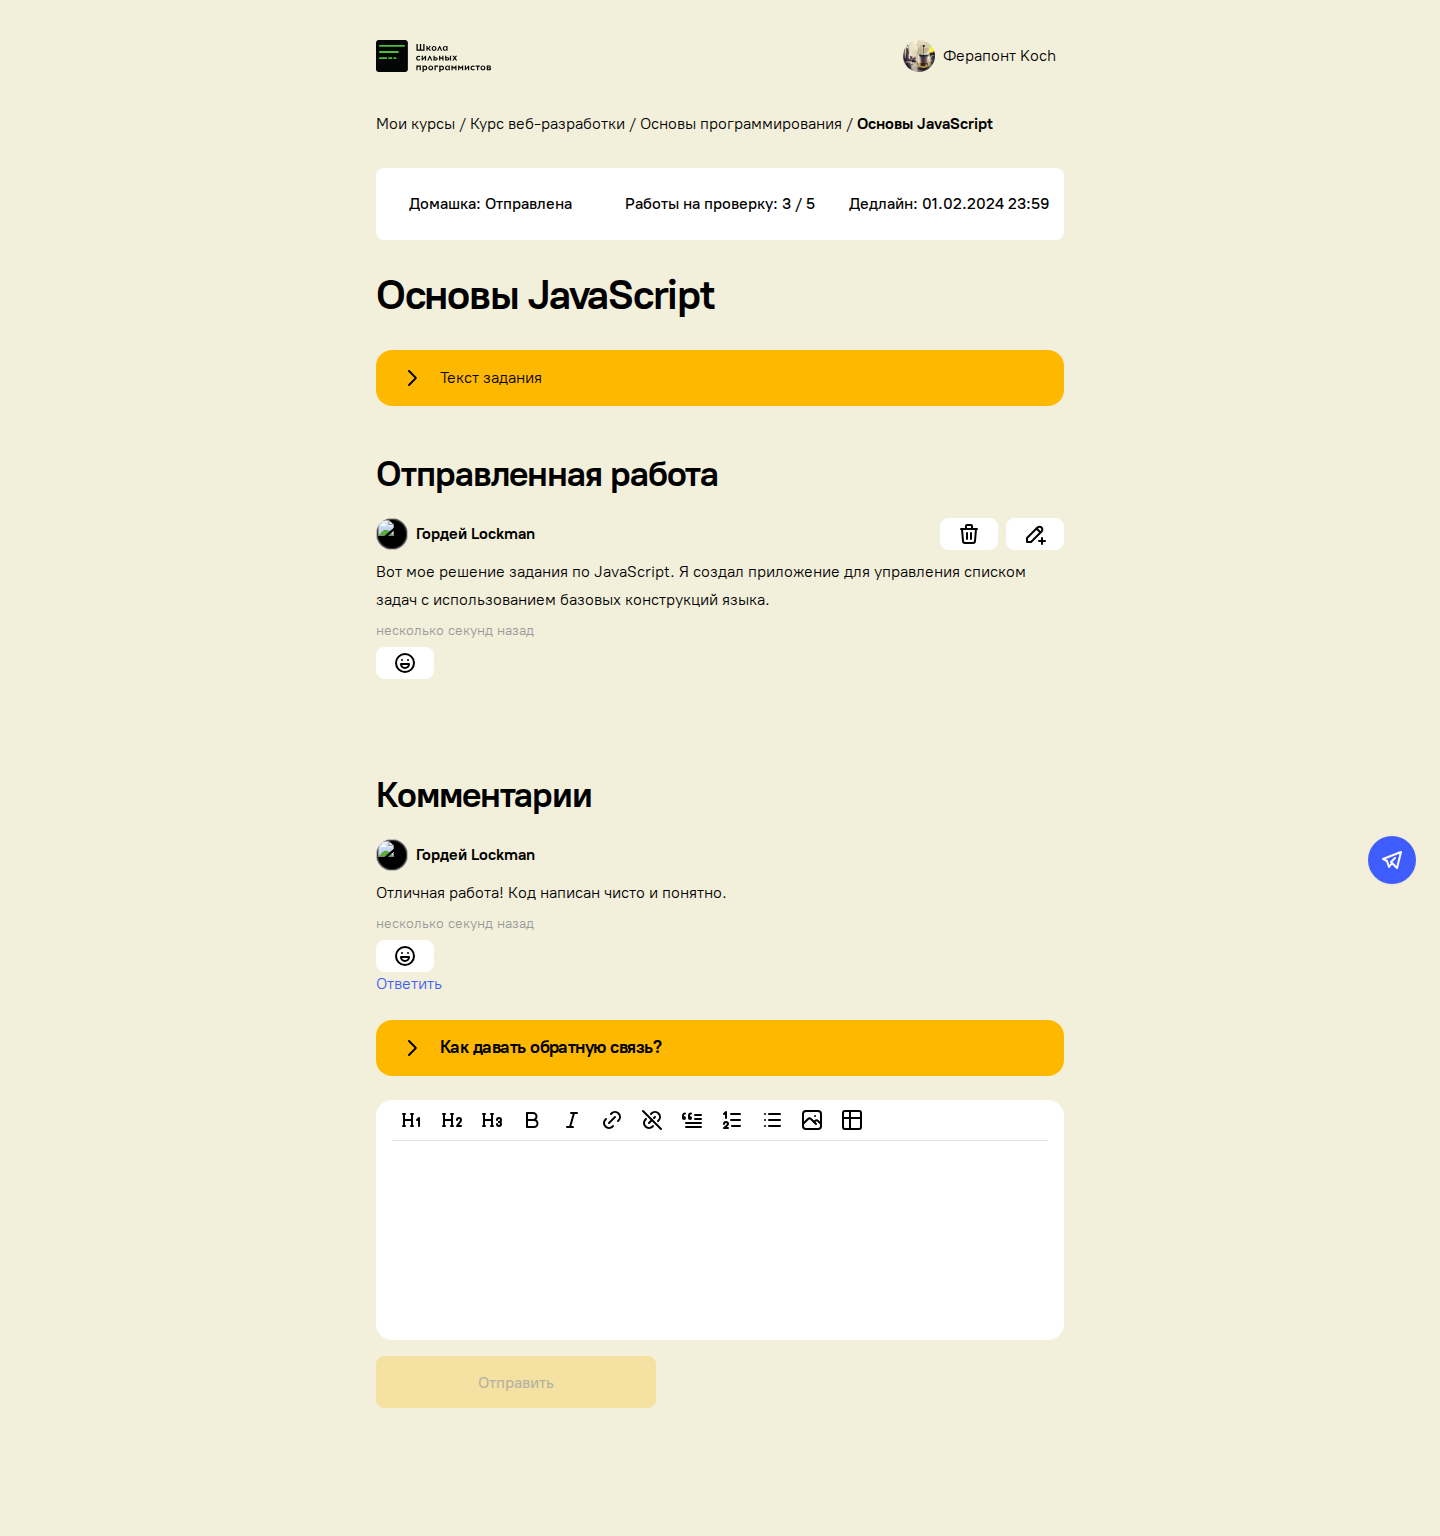 Школа
сильных
программистов
Ферапонт Koch
Мои курсы / Курс веб-разработки / Основы программирования / Основы JavaScript
Домашка: Отправлена
Работы на проверку: 3 / 5
Дедлайн: 01.02.2024 23:59
Основы JavaScript
Текст задания
Отправленная работа
Гордей Lockman
Вот мое решение задания по JavaScript. Я создал приложение для управления списком
задач с использованием базовых конструкций языка.
несколько секунд назад
Комментарии
Гордей Lockman
Отличная работа! Код написан чисто и понятно.
несколько секунд назад
Ответить
Как давать обратную связь?
H1 H2 H3 B I
Отправить